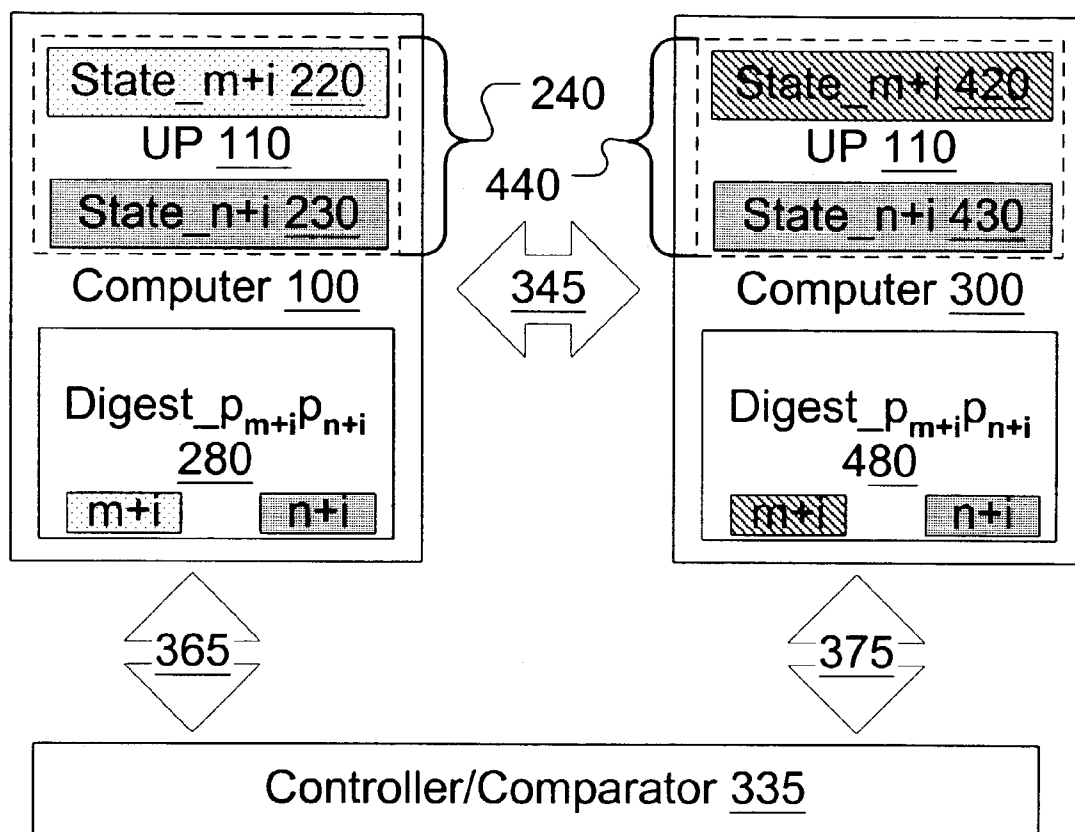 State_m+i 220
UP 110
State_n+i 230
Computer 100
Digest_pm+ipn+i
280
m+i
n+i
240
440
345
State_m+i 420
UP 110
State_n+i 430
Computer 300
Digest_pm+ipn+i
480
m+i
n+i
365
375
Controller/Comparator 335